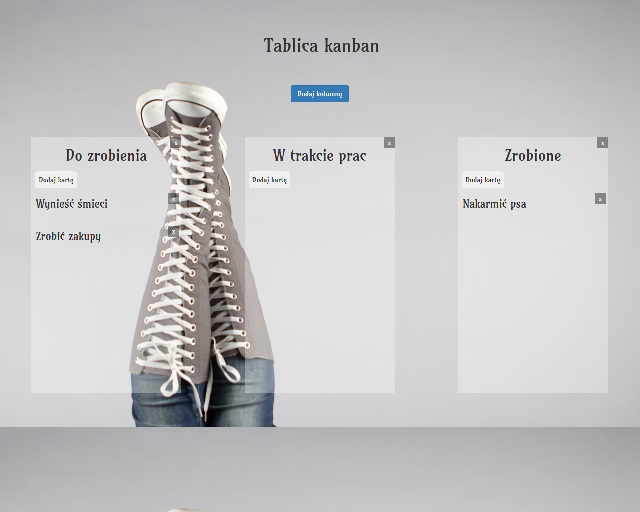 Tablica kanban
Dodaj kolumnę
x
Do zrobienia
Dodaj kartę
x
Wynieść śmieci
x
Zrobić zakupy
x
W trakcie prac
Dodaj kartę
x
Zrobione
Dodaj kartę
x
Nakarmić psa